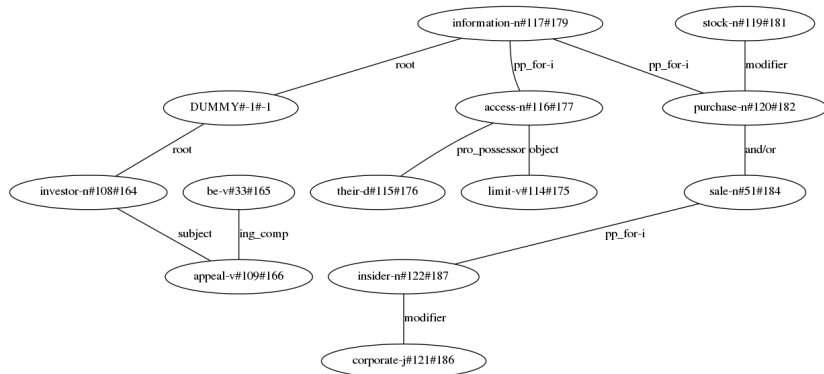 information-n#117#179
stock-n#119#181
root
pp_for-i
pp_for-i
modifier
DUMMY#-1#-1
access-n#116#177
purchase-n#120#182
root
pro_possessor
object
and/or
investor-n#108#164
be-v#33#165
their-d#115#176
limit-v#114#175
sale-n#51#184
subject
ing_comp
pp_for-i
appeal-v#109#166
insider-n#122#187
modifier
corporate-j#121#186